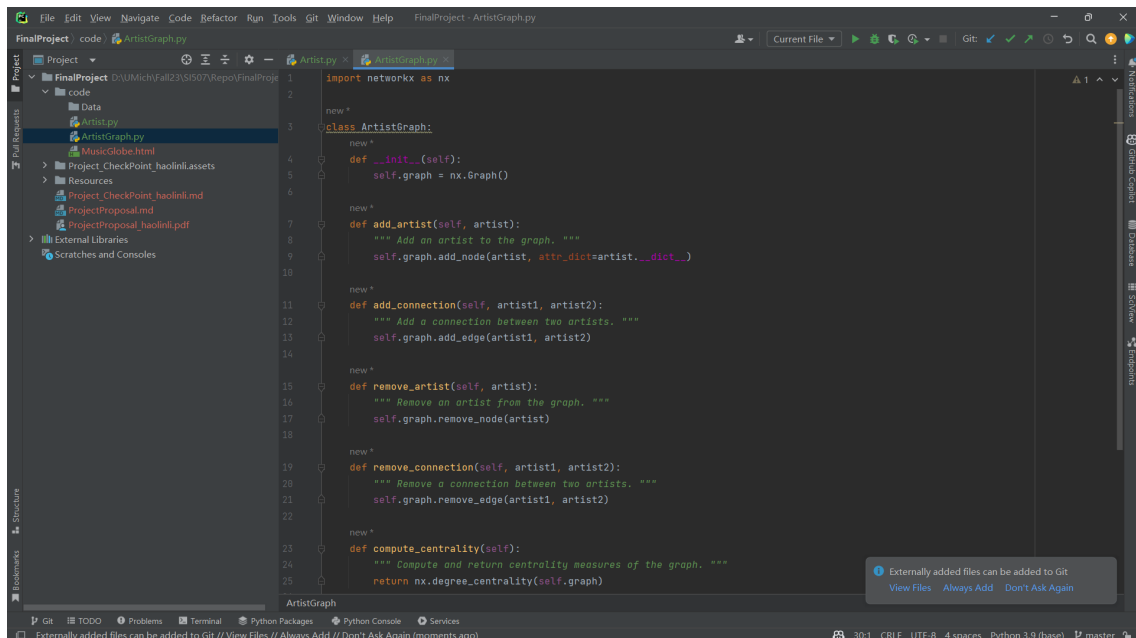 File Edit View Navigate Code Refactor Run Tools Git Window Help FinalProject - ArtistGraph.py
FinalProject code ArtistGraph.py Current File Git:
Project Artist.py ArtistGraph.py
FinalProject D:\UMich\Fall23\SI507\Repo\FinalProje
code
Data
Artist.py
ArtistGraph.py
MusicGlobe.html
Project_CheckPoint_haolinli.assets
Resources
Project_CheckPoint_haolinli.md
ProjectProposal.md
ProjectProposal_haolinli.pdf
External Libraries
Scratches and Consoles
1 import networkx as nx
2
new *
3 class ArtistGraph:
new *
4 def __init__(self):
5 self.graph = nx.Graph()
6
new *
7 def add_artist(self, artist):
8 """ Add an artist to the graph. """
9 self.graph.add_node(artist, attr_dict=artist.__dict__)
10
new *
11 def add_connection(self, artist1, artist2):
12 """ Add a connection between two artists. """
13 self.graph.add_edge(artist1, artist2)
14
new *
15 def remove_artist(self, artist):
16 """ Remove an artist from the graph. """
17 self.graph.remove_node(artist)
18
new *
19 def remove_connection(self, artist1, artist2):
20 """ Remove a connection between two artists. """
21 self.graph.remove_edge(artist1, artist2)
22
new *
23 def compute_centrality(self):
24 """ Compute and return centrality measures of the graph. """
25 return nx.degree_centrality(self.graph)
ArtistGraph
1
Project
Pull Requests
Structure
Bookmarks
Notifications
GitHub Copilot
Database
SciView
Endpoints
Externally added files can be added to Git
View Files Always Add Don't Ask Again
Git TODO Problems Terminal Python Packages Python Console Services
Externally added files can be added to Git // View Files // Always Add // Don't Ask Again (moments ago) 30:1 CRLF UTF-8 4 spaces Python 3.9 (base) master